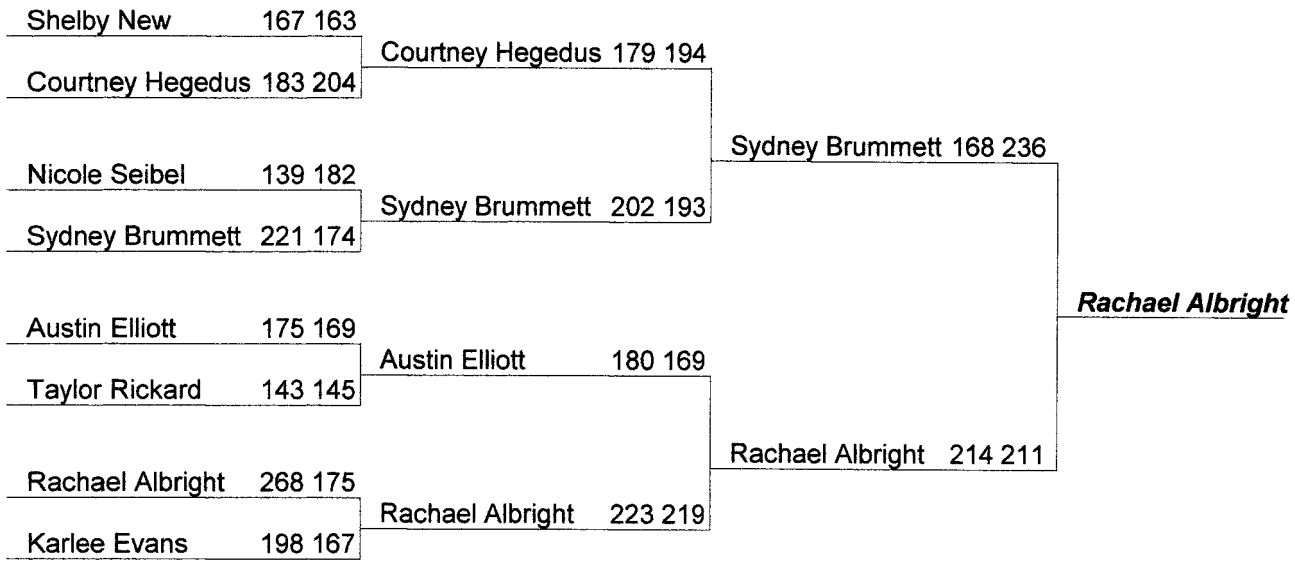 Shelby New 167 163
Courtney Hegedus 183 204
Nicole Seibel 139 182
Sydney Brummett 221 174
Austin Elliott 175 169
Taylor Rickard 143 145
Rachael Albright 268 175
Karlee Evans 198 167
Courtney Hegedus 179 194
Sydney Brummett 202 193
Austin Elliott 180 169
Rachael Albright 223 219
Sydney Brummett 168 236
Rachael Albright 214 211
Rachael Albright